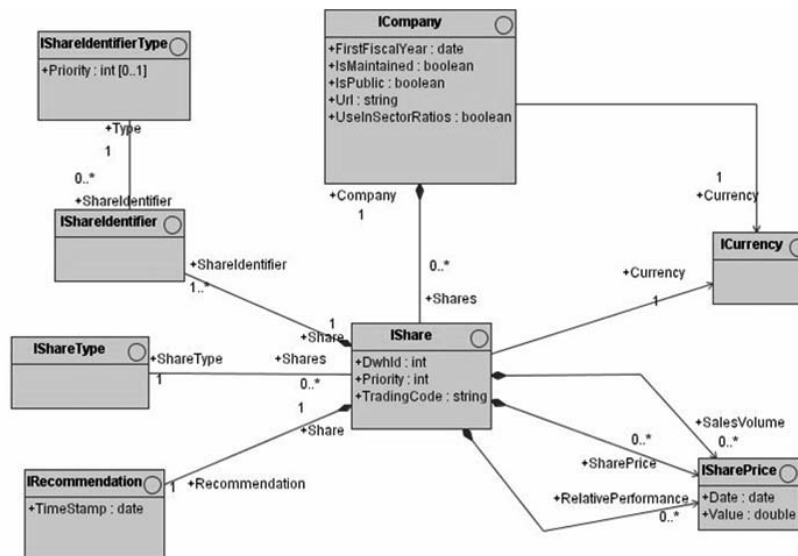 ICompany
+FirstFiscalYear : date
+IsMaintained : boolean
+IsPublic : boolean
+Url : string
+UseInSectorRatios : boolean
IShareIdentifierType
+Priority : int [0..1]
+Type
1
0..*
+ShareIdentifier
IShareIdentifier
+Company
1
1
+Currency
ICurrency
+ShareIdentifier
1..*
0..*
+Shares
+Currency
1
1
+Share
IShare
+DwhId : int
+Priority : int
+TradingCode : string
IShareType
+ShareType
1
+Shares
0..*
1
+Share
+SalesVolume
0..*
0..*
+SharePrice
ISharePrice
+Date : date
+Value : double
IRecommendation
+TimeStamp : date
1
+Recommendation
+RelativePerformance
0..*